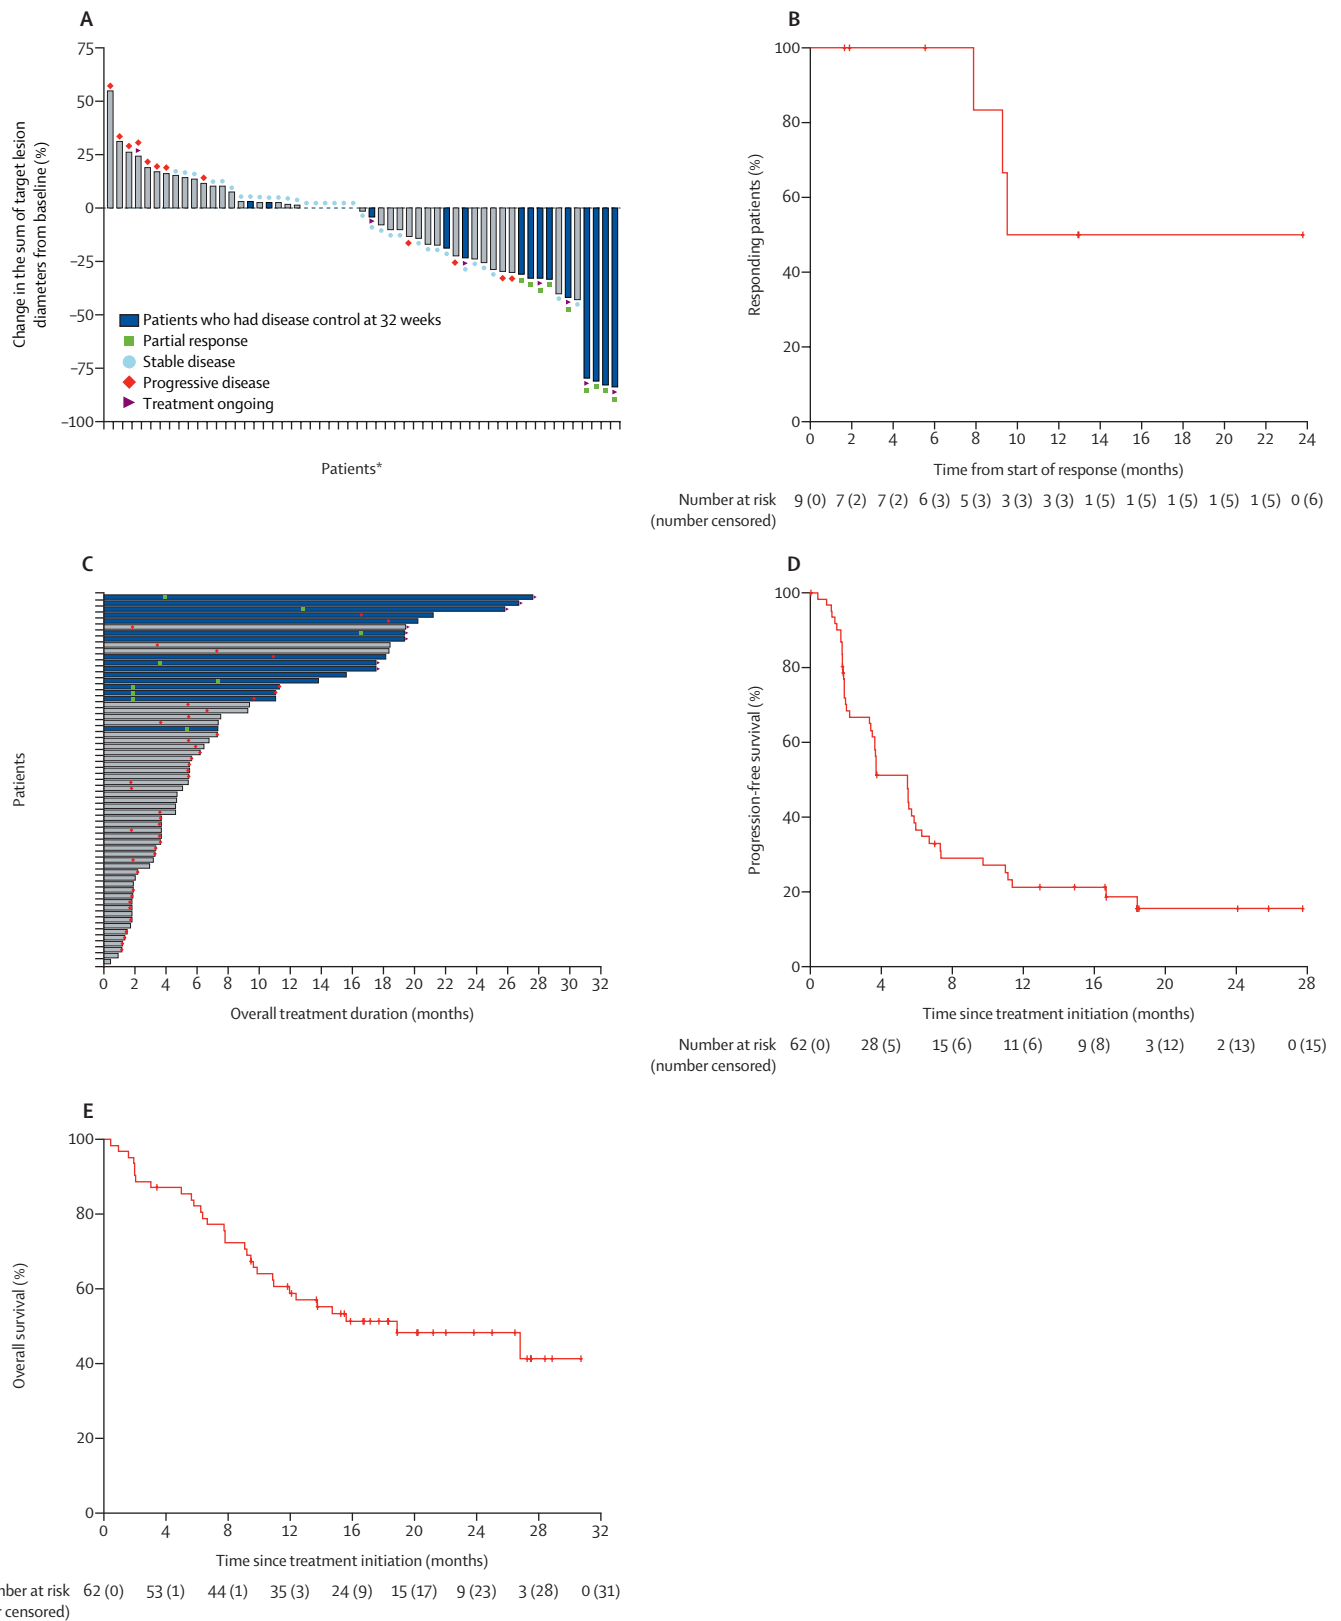 A
75
50
25
0
−25
−50
−75
−100
Change in the sum of target lesion
diameters from baseline (%)
Patients who had disease control at 32 weeks
Partial response
Stable disease
Progressive disease
Treatment ongoing
Patients*
B
100
80
60
40
20
0
Responding patients (%)
0 2 4 6 8 10 12 14 16 18 20 22 24
Time from start of response (months)
Number at risk 9 (0) 7 (2) 7 (2) 6 (3) 5 (3) 3 (3) 3 (3) 1 (5) 1 (5) 1 (5) 1 (5) 1 (5) 0 (6)
(number censored)
C
Patients
0 2 4 6 8 10 12 14 16 18 20 22 24 26 28 30 32
Overall treatment duration (months)
D
100
80
60
40
20
0
Progression-free survival (%)
0 4 8 12 16 20 24 28
Time since treatment initiation (months)
Number at risk 62 (0) 28 (5) 15 (6) 11 (6) 9 (8) 3 (12) 2 (13) 0 (15)
(number censored)
E
100
80
60
40
20
0
Overall survival (%)
0 4 8 12 16 20 24 28 32
Time since treatment initiation (months)
at risk 62 (0) 53 (1) 44 (1) 35 (3) 24 (9) 15 (17) 9 (23) 3 (28) 0 (31)
censored)